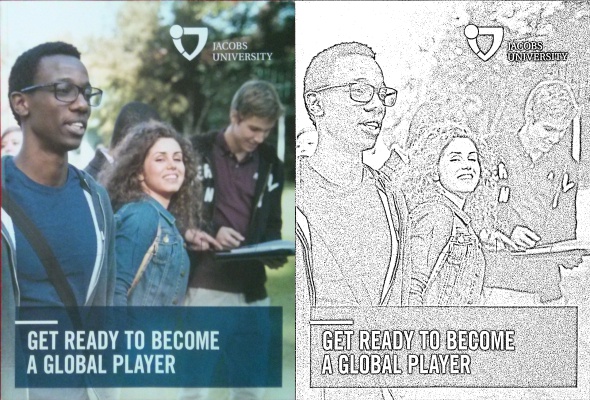 JACOBS
UNIVERSITY
GET READY TO BECOME
A GLOBAL PLAYER
JACOBS
UNIVERSITY
GET READY TO BECOME
A GLOBAL PLAYER